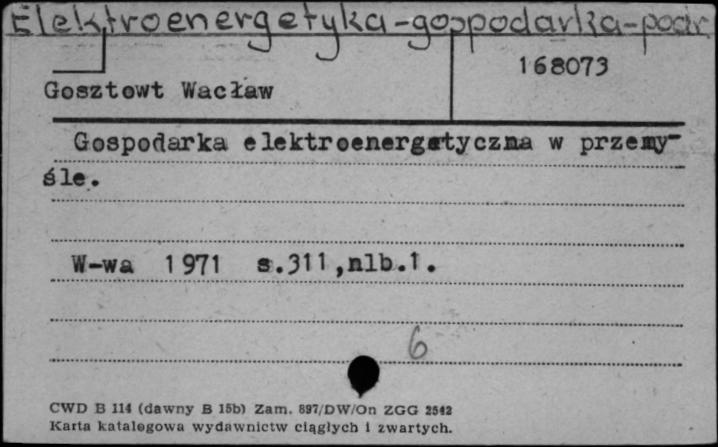 Elektroenergetyka-gospodarka-podr
168073
Gosztowt Wacław
Gospodarka elektroenergetyczna w przemy-
śle.
W-wa 1971 s.311,nlb.1.
6
CWD B 114 (dawny B 15b) Zam. 897/DW/On ZGG 2542
Karta katalogowa wydawnictw ciągłych i zwartych.